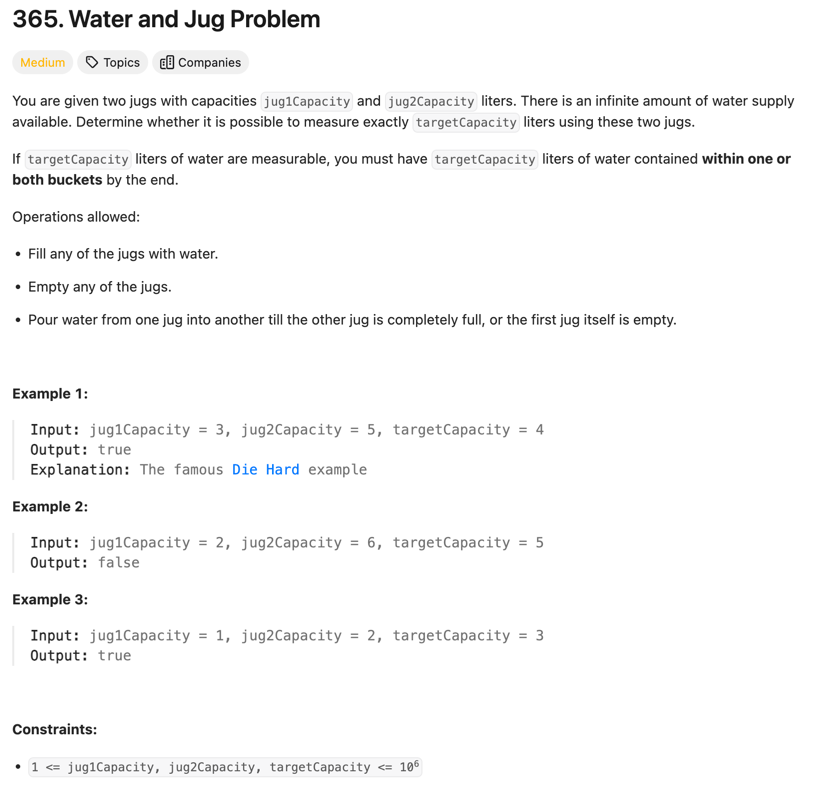 365. Water and Jug Problem
Medium Topics Companies
You are given two jugs with capacities jug1Capacity and jug2Capacity liters. There is an infinite amount of water supply
available. Determine whether it is possible to measure exactly targetCapacity liters using these two jugs.
If targetCapacity liters of water are measurable, you must have targetCapacity liters of water contained within one or
both buckets by the end.
Operations allowed:
• Fill any of the jugs with water.
• Empty any of the jugs.
• Pour water from one jug into another till the other jug is completely full, or the first jug itself is empty.
Example 1:
Input: jug1Capacity = 3, jug2Capacity = 5, targetCapacity = 4
Output: true
Explanation: The famous Die Hard example
Example 2:
Input: jug1Capacity = 2, jug2Capacity = 6, targetCapacity = 5
Output: false
Example 3:
Input: jug1Capacity = 1, jug2Capacity = 2, targetCapacity = 3
Output: true
Constraints:
• 1 <= jug1Capacity, jug2Capacity, targetCapacity <= 10⁶